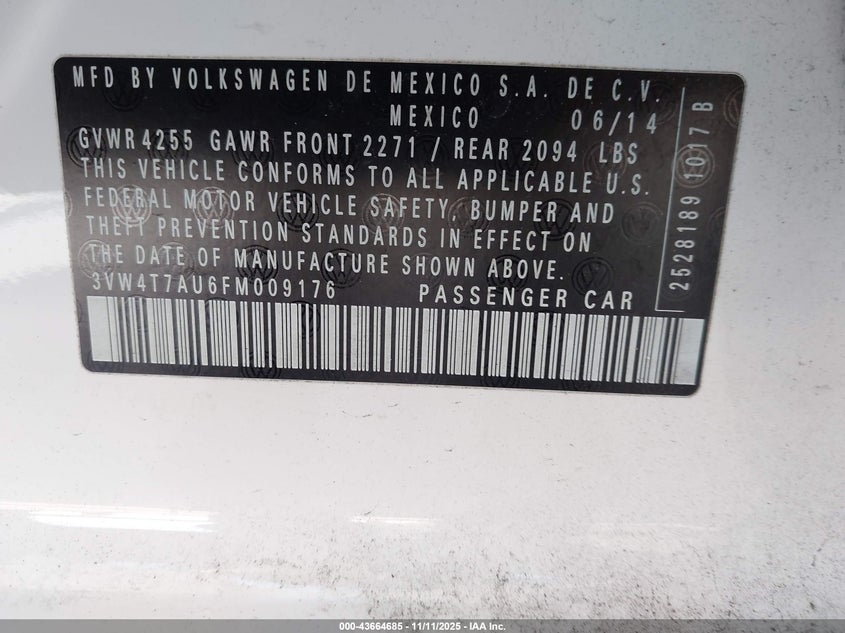 MFD BY VOLKSWAGEN DE MEXICO S.A. DE C.V.
MEXICO 06/14
GVWR 4255 GAWR FRONT 2271 / REAR 2094 LBS
THIS VEHICLE CONFORMS TO ALL APPLICABLE U.S.
FEDERAL MOTOR VEHICLE SAFETY, BUMPER AND
THEFT PREVENTION STANDARDS IN EFFECT ON
THE DATE OF MANUFACTURE SHOWN ABOVE.
3VW4T7AU6FM009176 PASSENGER CAR
2528189 1017 B
000-43664685 - 11/11/2025 - IAA Inc.